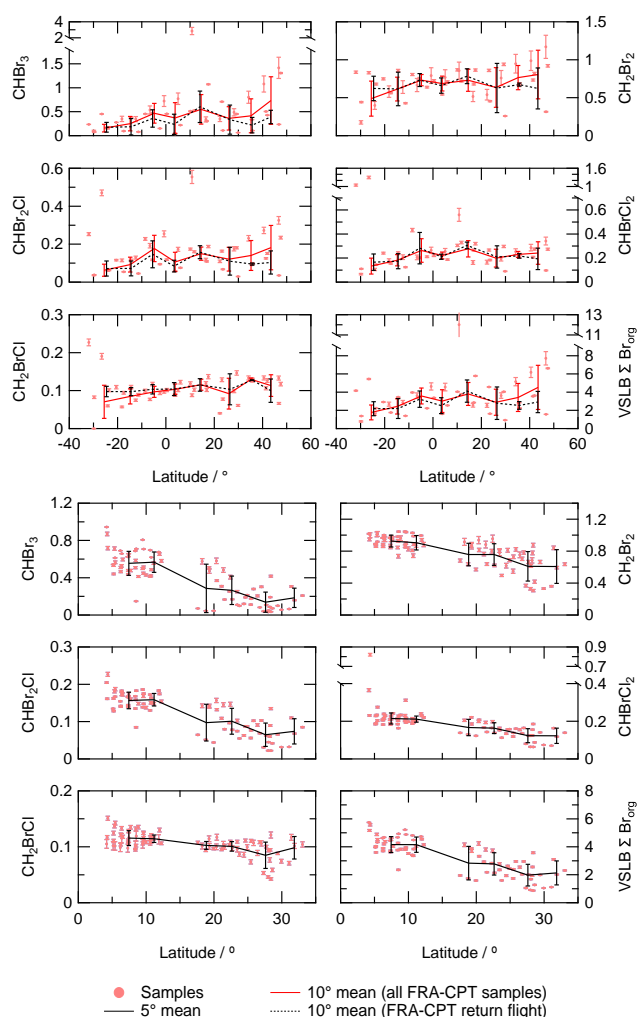 4
2
1.5
1
0.5
0
CHBr3
1.5
1
0.5
0
CH2Br2
0.6
0.4
0.2
0
CHBr2Cl
1.6
1
0.6
0.4
0.2
0
CHBrCl2
0.3
0.2
0.1
0
CH2BrCl
13
11
8
6
4
2
0
VSLB Σ Brorg
-40 -20 0 20 40 60
-40 -20 0 20 40 60
Latitude / °
Latitude / °
1.2
0.8
0.4
0
CHBr3
1.2
0.8
0.4
0
CH2Br2
0.3
0.2
0.1
0
CHBr2Cl
0.9
0.7
0.4
0.2
0
CHBrCl2
0.2
0.1
0
CH2BrCl
8
6
4
2
0
VSLB Σ Brorg
0 10 20 30
0 10 20 30
Latitude / º
Latitude / º
Samples
10° mean (all FRA-CPT samples)
5° mean
10° mean (FRA-CPT return flight)